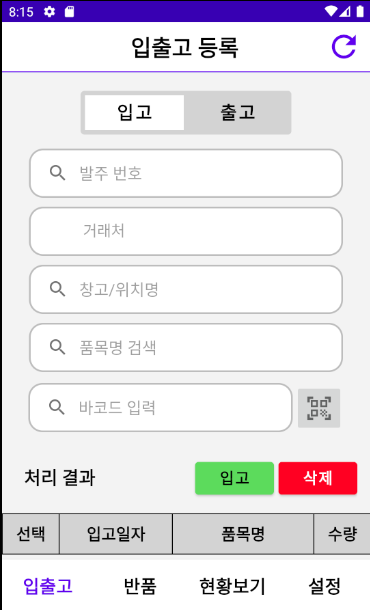 8:15
입출고 등록
입고 출고
발주 번호
거래처
창고/위치명
품목명 검색
바코드 입력
처리 결과 입고 삭제
선택 입고일자 품목명 수량
입출고 반품 현황보기 설정